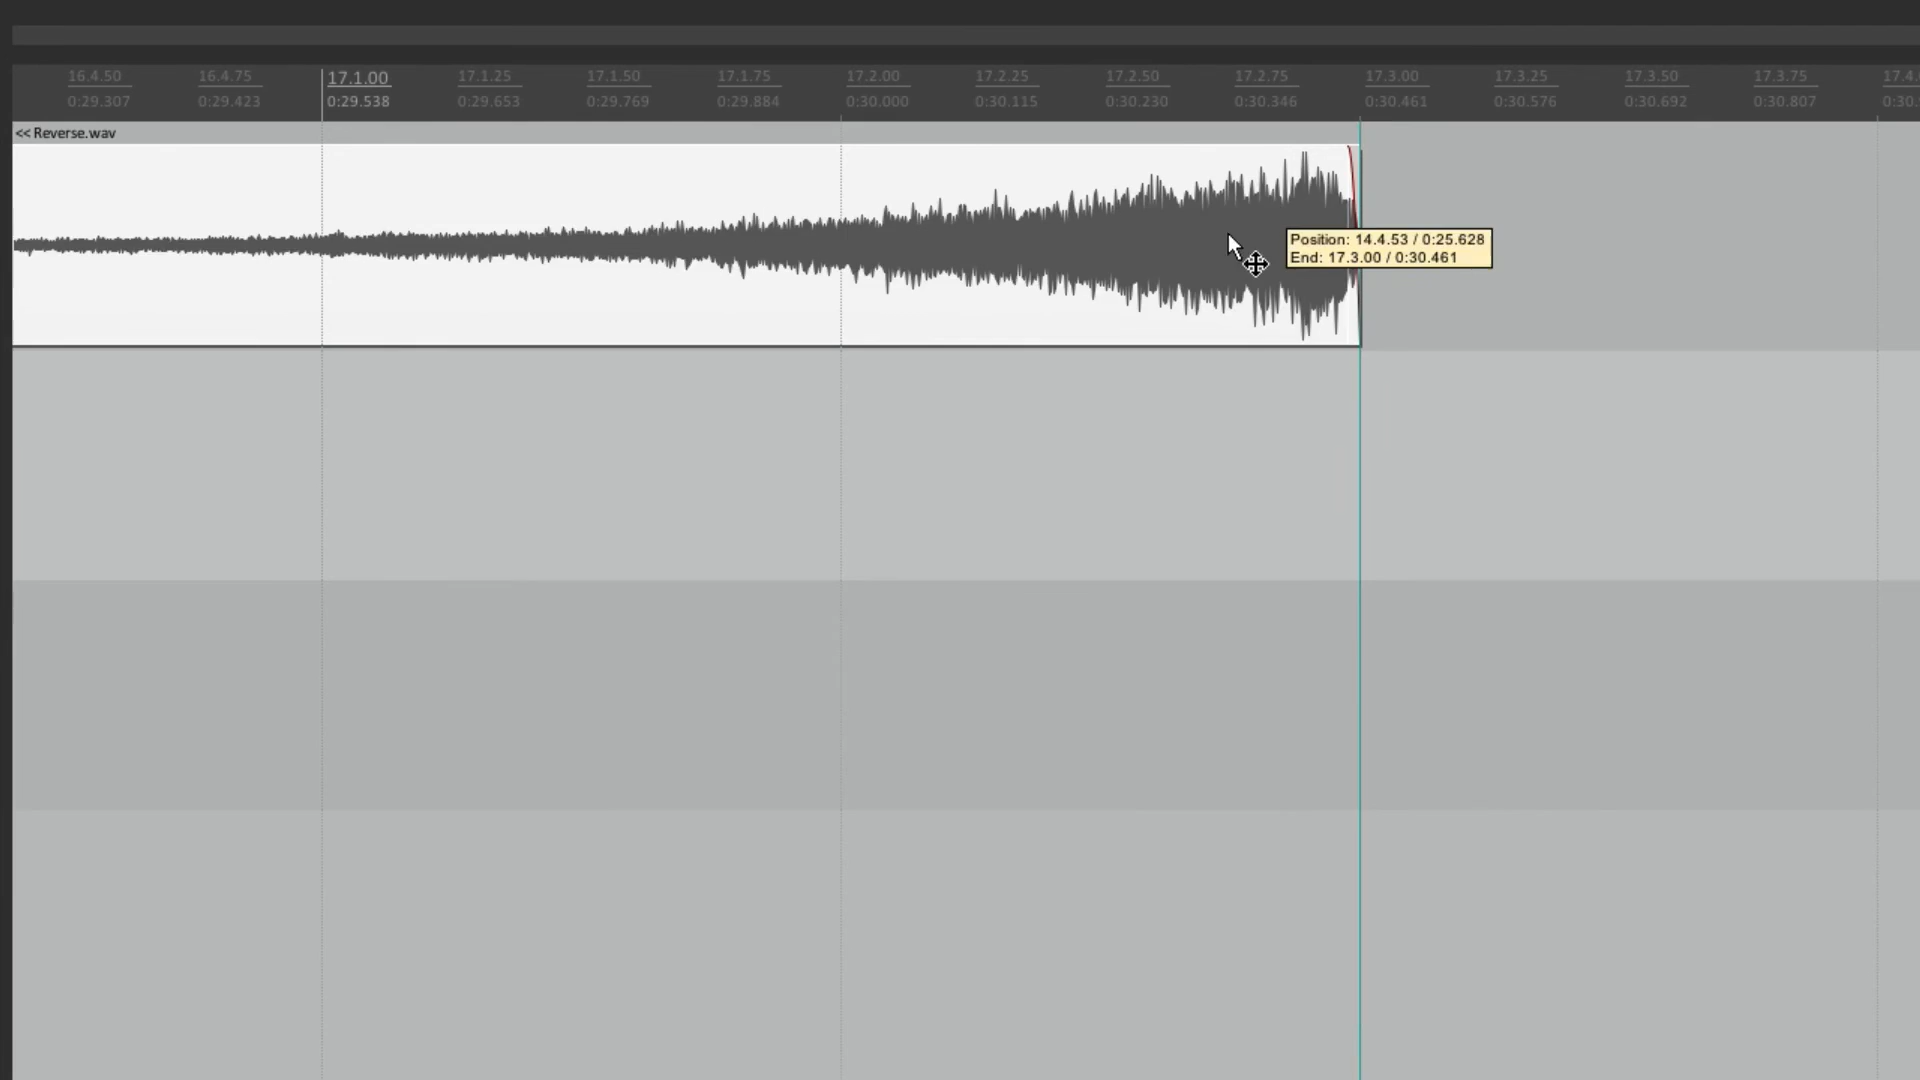 16.4.50 16.4.75 17.1.00 17.1.25 17.1.50 17.1.75 17.2.00 17.2.25 17.2.50 17.2.75 17.3.00 17.3.25 17.3.50 17.3.75 17.4.
0:29.307 0:29.423 0:29.538 0:29.653 0:29.769 0:29.884 0:30.000 0:30.115 0:30.230 0:30.346 0:30.461 0:30.576 0:30.692 0:30.807 0:30.
<< Reverse.wav
Position: 14.4.53 / 0:25.628
End: 17.3.00 / 0:30.461